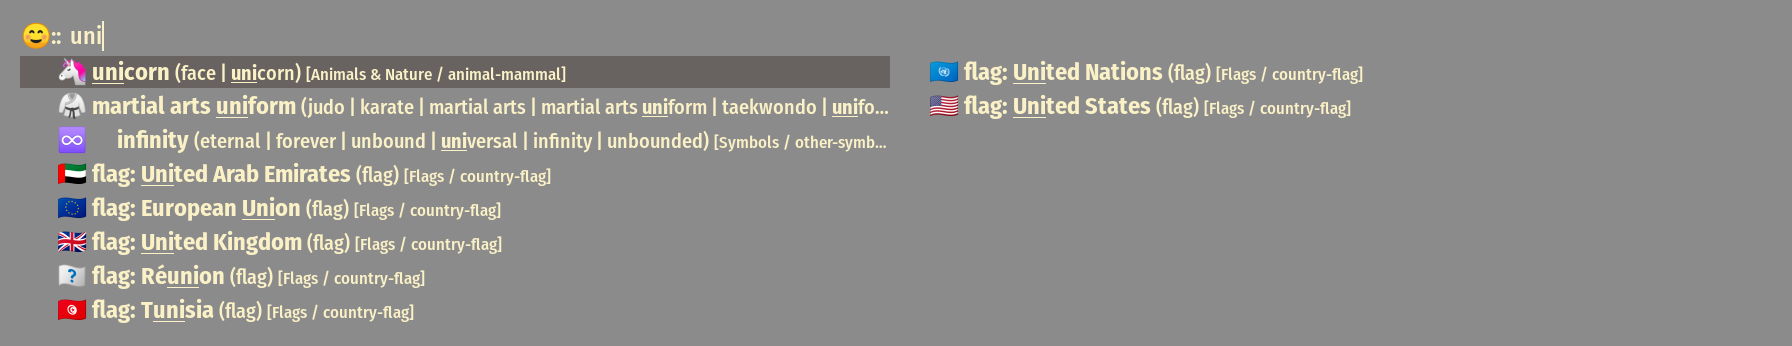 😊:: uni
🦄 unicorn (face | unicorn) [Animals & Nature / animal-mammal]
🥋 martial arts uniform (judo | karate | martial arts | martial arts uniform | taekwondo | unifo…
♾️ infinity (eternal | forever | unbound | universal | infinity | unbounded) [Symbols / other-symb…
🇦🇪 flag: United Arab Emirates (flag) [Flags / country-flag]
🇪🇺 flag: European Union (flag) [Flags / country-flag]
🇬🇧 flag: United Kingdom (flag) [Flags / country-flag]
flag: Réunion (flag) [Flags / country-flag]
🇹🇳 flag: Tunisia (flag) [Flags / country-flag]
🇺🇳 flag: United Nations (flag) [Flags / country-flag]
🇺🇸 flag: United States (flag) [Flags / country-flag]